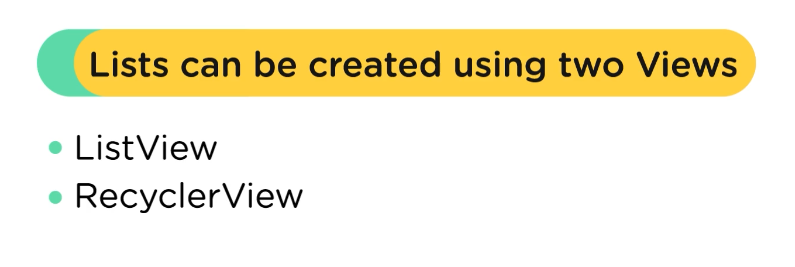 Lists can be created using two Views
ListView
RecyclerView